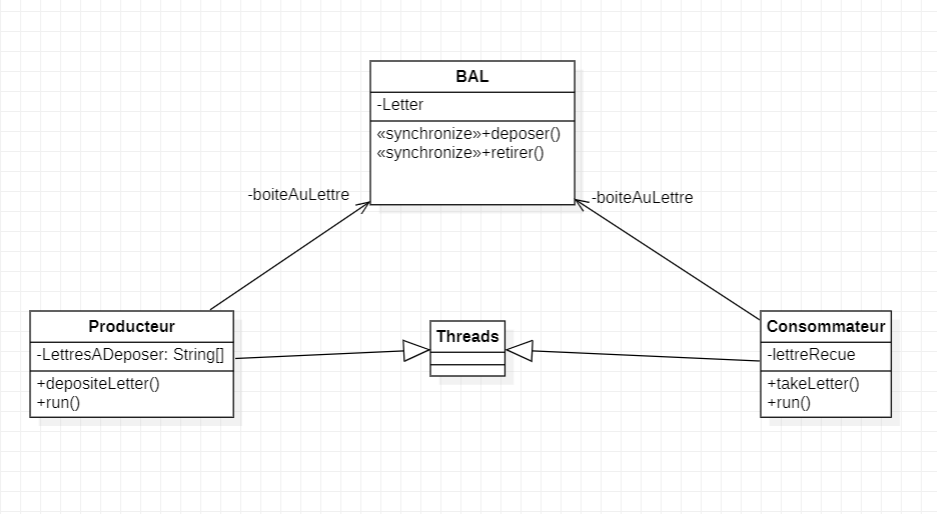 BAL
-Letter
«synchronize»+deposer()
«synchronize»+retirer()
-boiteAuLettre
-boiteAuLettre
Producteur
-LettresADeposer: String[]
+depositeLetter()
+run()
Threads
Consommateur
-lettreRecue
+takeLetter()
+run()